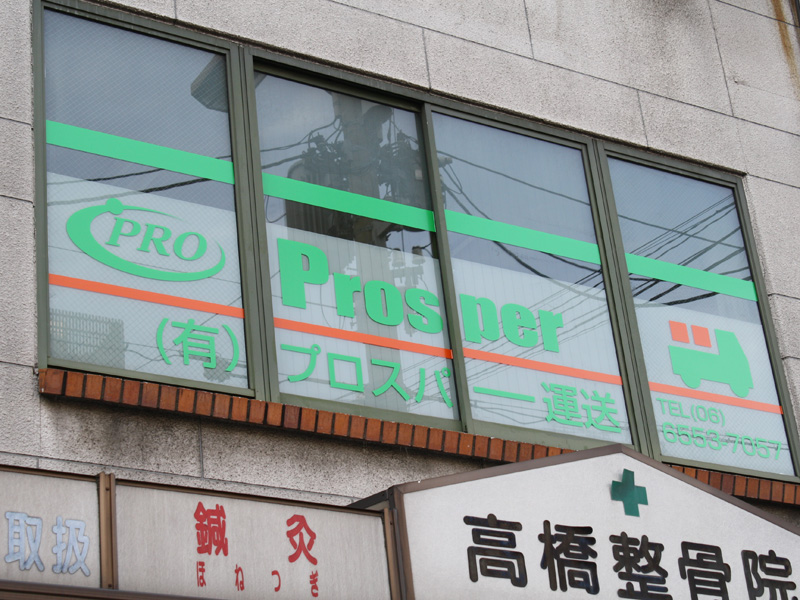 PRO
Prosper
(有)プロスパー運送
TEL(06)
6553-7057
取扱
鍼灸
ほねつぎ
高橋整骨院